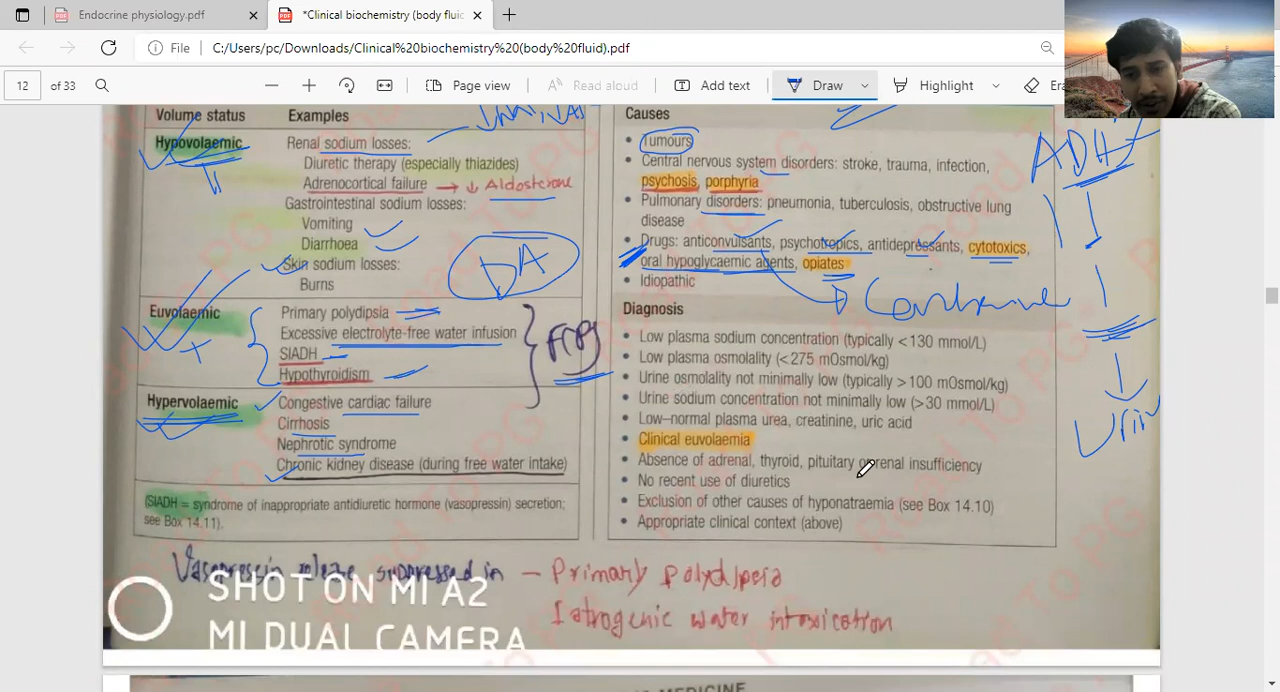 Endocrine physiology.pdf
*Clinical biochemistry (body fluid
File
C:/Users/pc/Downloads/Clinical%20biochemistry%20(body%20fluid).pdf
12 of 33
Page view
Read aloud
Add text
Draw
Highlight
Volume status Examples
Hypovolaemic Renal sodium losses:
Diuretic therapy (especially thiazides)
Adrenocortical failure → ↓ Aldosterone
Gastrointestinal sodium losses:
Vomiting
Diarrhoea
Skin sodium losses:
Burns
DA
Euvolaemic Primary polydipsia
Excessive electrolyte-free water infusion
SIADH
Hypothyroidism
Hypervolaemic Congestive cardiac failure
Cirrhosis
Nephrotic syndrome
Chronic kidney disease (during free water intake)
(SIADH = syndrome of inappropriate antidiuretic hormone (vasopressin) secretion;
see Box 14.11).
Causes
• Tumours
• Central nervous system disorders: stroke, trauma, infection,
psychosis, porphyria
• Pulmonary disorders: pneumonia, tuberculosis, obstructive lung
disease
• Drugs: anticonvulsants, psychotropics, antidepressants, cytotoxics,
oral hypoglycaemic agents, opiates
• Idiopathic
Diagnosis
• Low plasma sodium concentration (typically <130 mmol/L)
• Low plasma osmolality (<275 mOsmol/kg)
• Urine osmolality not minimally low (typically >100 mOsmol/kg)
• Urine sodium concentration not minimally low (>30 mmol/L)
• Low–normal plasma urea, creatinine, uric acid
• Clinical euvolaemia
• Absence of adrenal, thyroid, pituitary or renal insufficiency
• No recent use of diuretics
• Exclusion of other causes of hyponatraemia (see Box 14.10)
• Appropriate clinical context (above)
ADH
Vasopressin release suppressed in – Primary polydipsia
Iatrogenic water intoxication
SHOT ON MI A2
MI DUAL CAMERA
MEDICINE